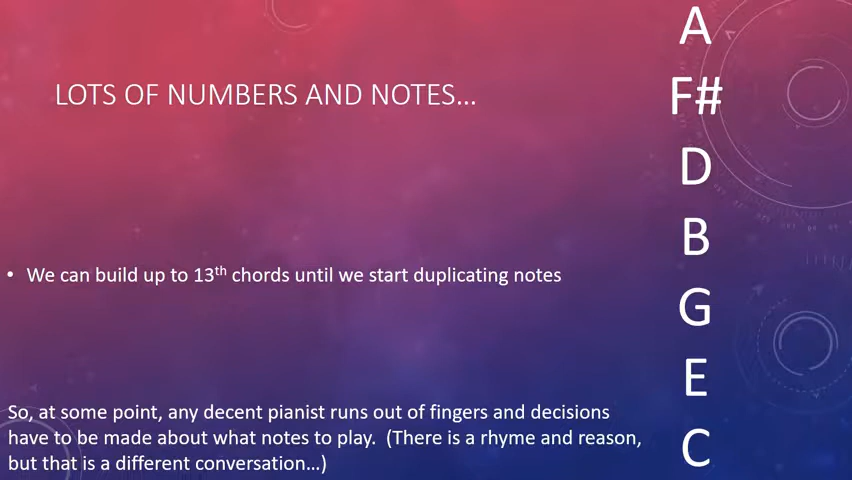 LOTS OF NUMBERS AND NOTES...
• We can build up to 13th chords until we start duplicating notes
So, at some point, any decent pianist runs out of fingers and decisions
have to be made about what notes to play.  (There is a rhyme and reason,
but that is a different conversation...)
A
F#
D
B
G
E
C